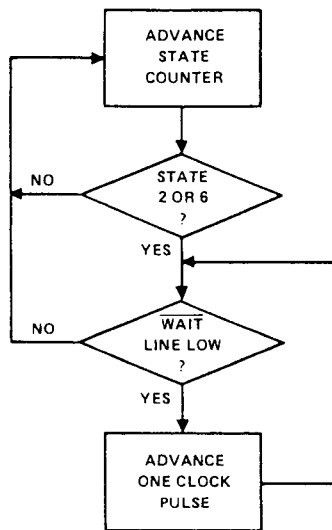 ADVANCE
STATE
COUNTER
NO
STATE
2 OR 6
?
YES
NO
WAIT
LINE LOW
?
YES
ADVANCE
ONE CLOCK
PULSE